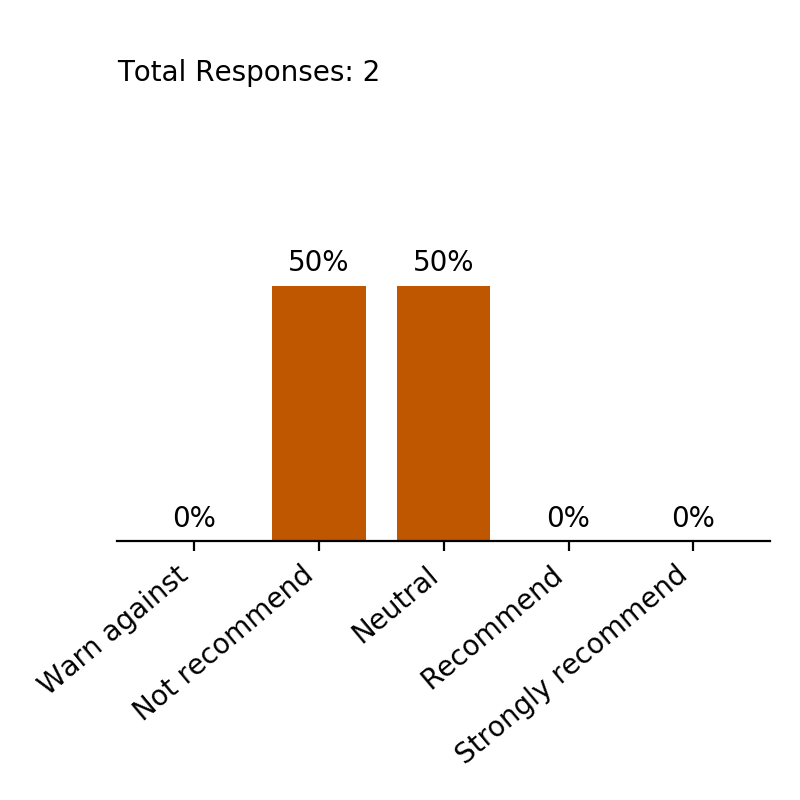 Total Responses: 2
50%
50%
0%
0%
0%
Warn against
Not recommend
Neutral
Recommend
Strongly recommend